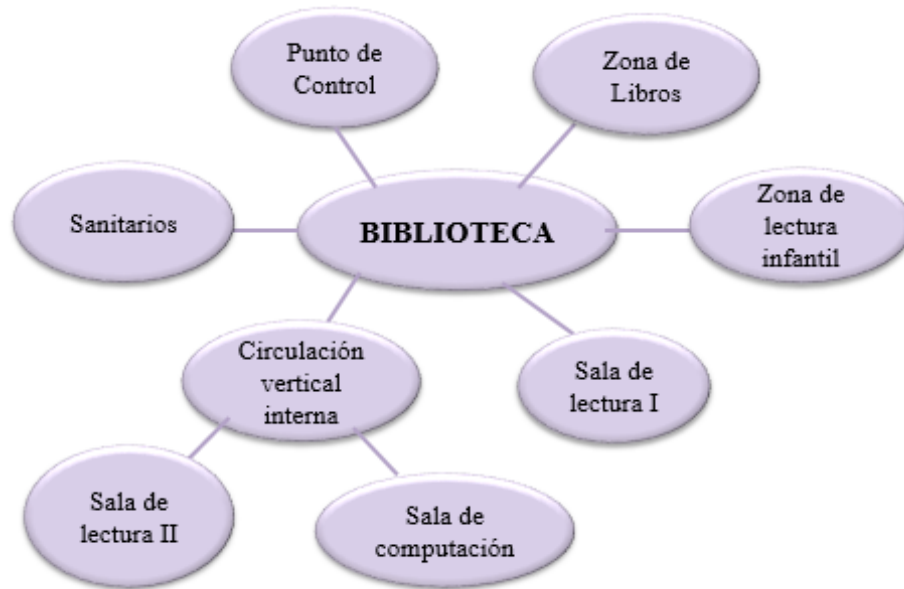 Punto de
Control
Zona de
Libros
Sanitarios
BIBLIOTECA
Zona de
lectura
infantil
Circulación
vertical
interna
Sala de
lectura I
Sala de
lectura II
Sala de
computación